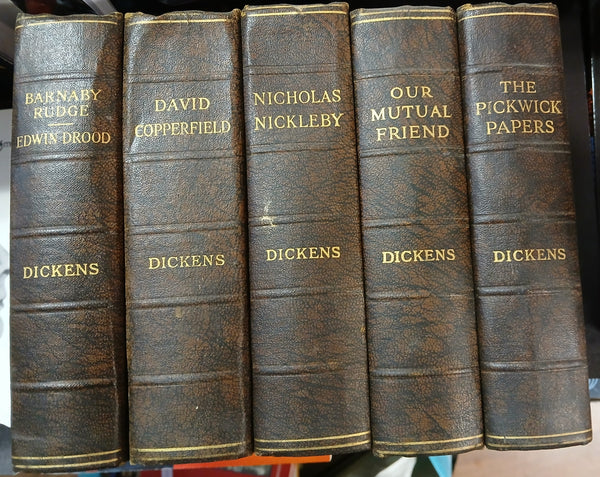 BARNABY
RUDGE
EDWIN DROOD
DICKENS
DAVID
COPPERFIELD
DICKENS
NICHOLAS
NICKLEBY
DICKENS
OUR
MUTUAL
FRIEND
DICKENS
THE
PICKWICK
PAPERS
DICKENS